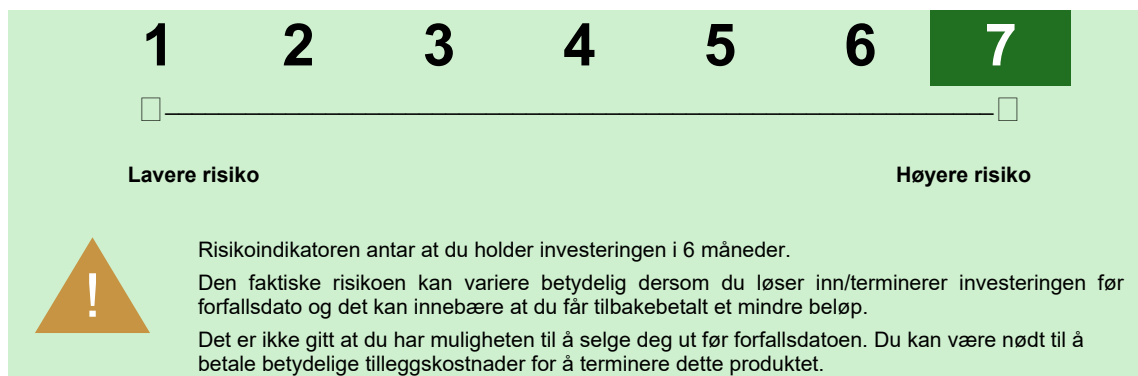 1 2 3 4 5 6 7
Lavere risiko Høyere risiko
!
Risikoindikatoren antar at du holder investeringen i 6 måneder.
Den faktiske risikoen kan variere betydelig dersom du løser inn/terminerer investeringen før
forfallsdato og det kan innebære at du får tilbakebetalt et mindre beløp.
Det er ikke gitt at du har muligheten til å selge deg ut før forfallsdatoen. Du kan være nødt til å
betale betydelige tilleggskostnader for å terminere dette produktet.